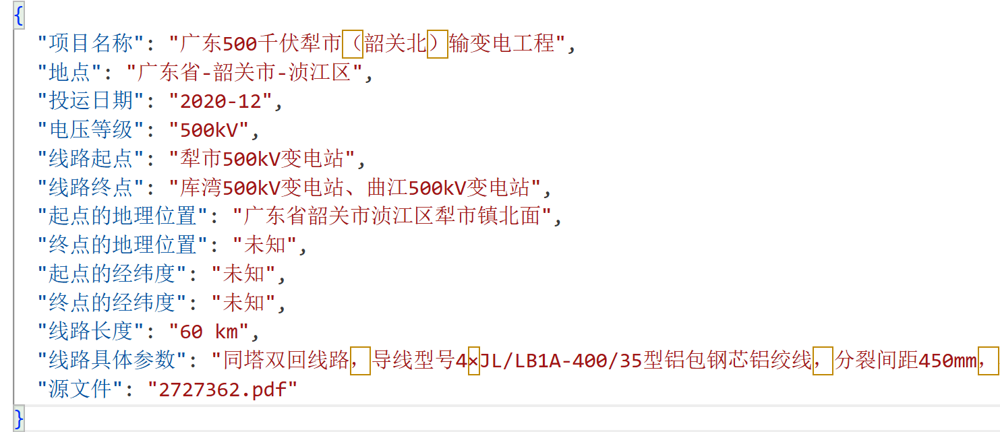 {
"项目名称": "广东500千伏犁市（韶关北）输变电工程",
"地点": "广东省-韶关市-浈江区",
"投运日期": "2020-12",
"电压等级": "500kV",
"线路起点": "犁市500kV变电站",
"线路终点": "库湾500kV变电站、曲江500kV变电站",
"起点的地理位置": "广东省韶关市浈江区犁市镇北面",
"终点的地理位置": "未知",
"起点的经纬度": "未知",
"终点的经纬度": "未知",
"线路长度": "60 km",
"线路具体参数": "同塔双回线路，导线型号4×JL/LB1A-400/35型铝包钢芯铝绞线，分裂间距450mm，
"源文件": "2727362.pdf"
}